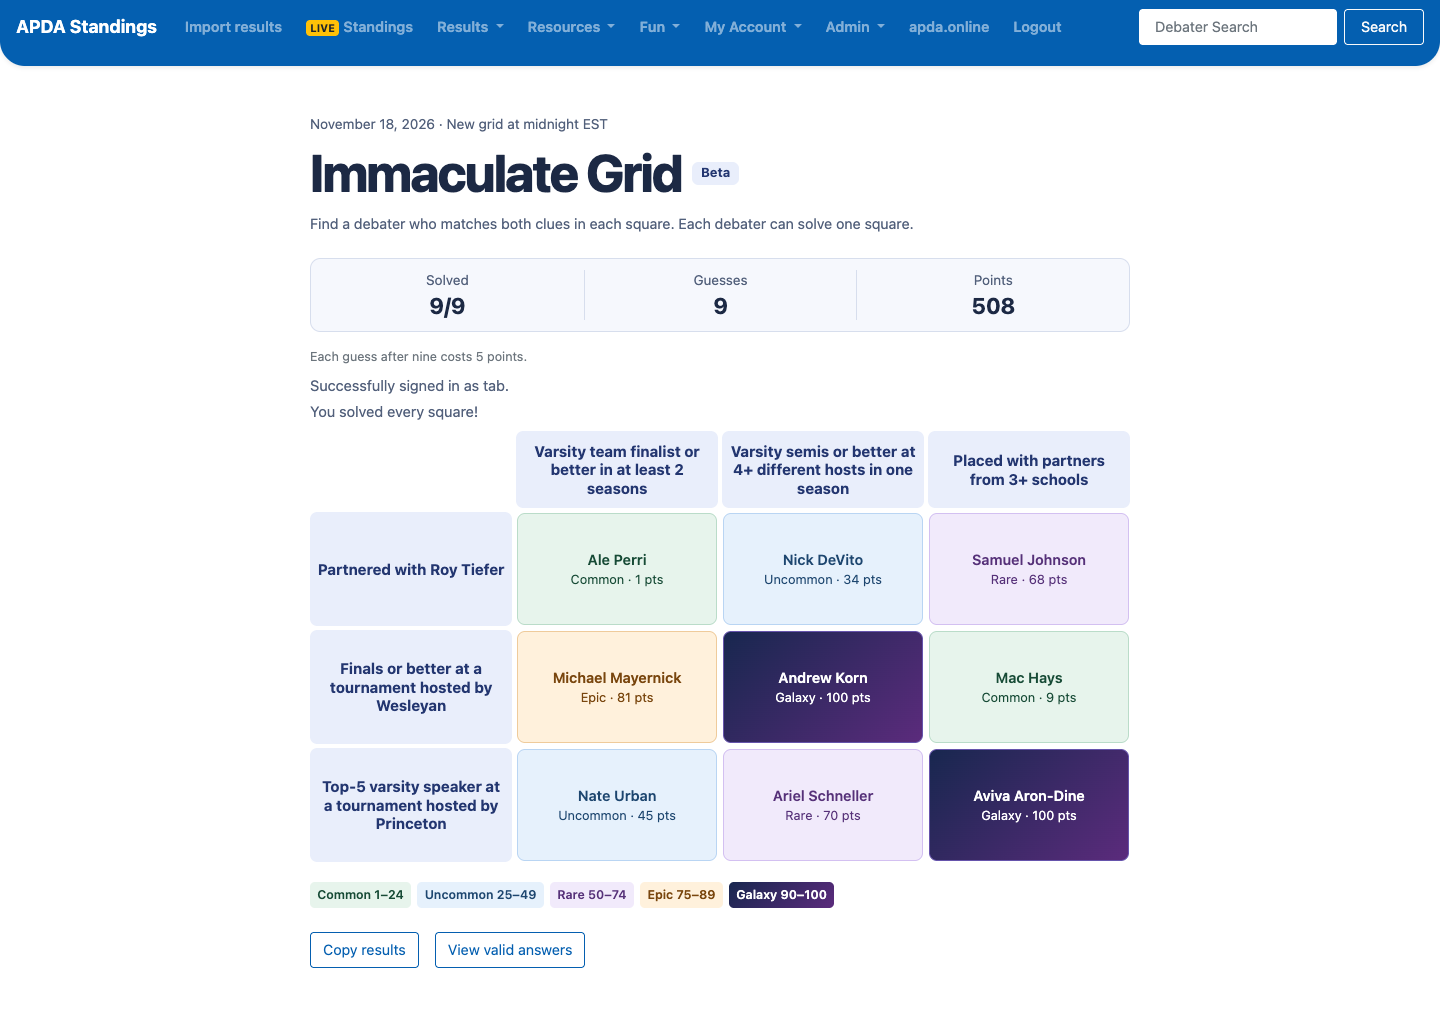 APDA Standings Import results LIVE Standings Results Resources Fun My Account Admin apda.online Logout Debater Search Search
November 18, 2026 · New grid at midnight EST
Immaculate Grid Beta
Find a debater who matches both clues in each square. Each debater can solve one square.
Solved Guesses Points
9/9 9 508
Each guess after nine costs 5 points.
Successfully signed in as tab.
You solved every square!
Varsity team finalist or
better in at least 2
seasons
Varsity semis or better at
4+ different hosts in one
season
Placed with partners
from 3+ schools
Partnered with Roy Tiefer
Ale Perri
Common · 1 pts
Nick DeVito
Uncommon · 34 pts
Samuel Johnson
Rare · 68 pts
Finals or better at a
tournament hosted by
Wesleyan
Michael Mayernick
Epic · 81 pts
Andrew Korn
Galaxy · 100 pts
Mac Hays
Common · 9 pts
Top-5 varsity speaker at
a tournament hosted by
Princeton
Nate Urban
Uncommon · 45 pts
Ariel Schneller
Rare · 70 pts
Aviva Aron-Dine
Galaxy · 100 pts
Common 1–24 Uncommon 25–49 Rare 50–74 Epic 75–89 Galaxy 90–100
Copy results View valid answers